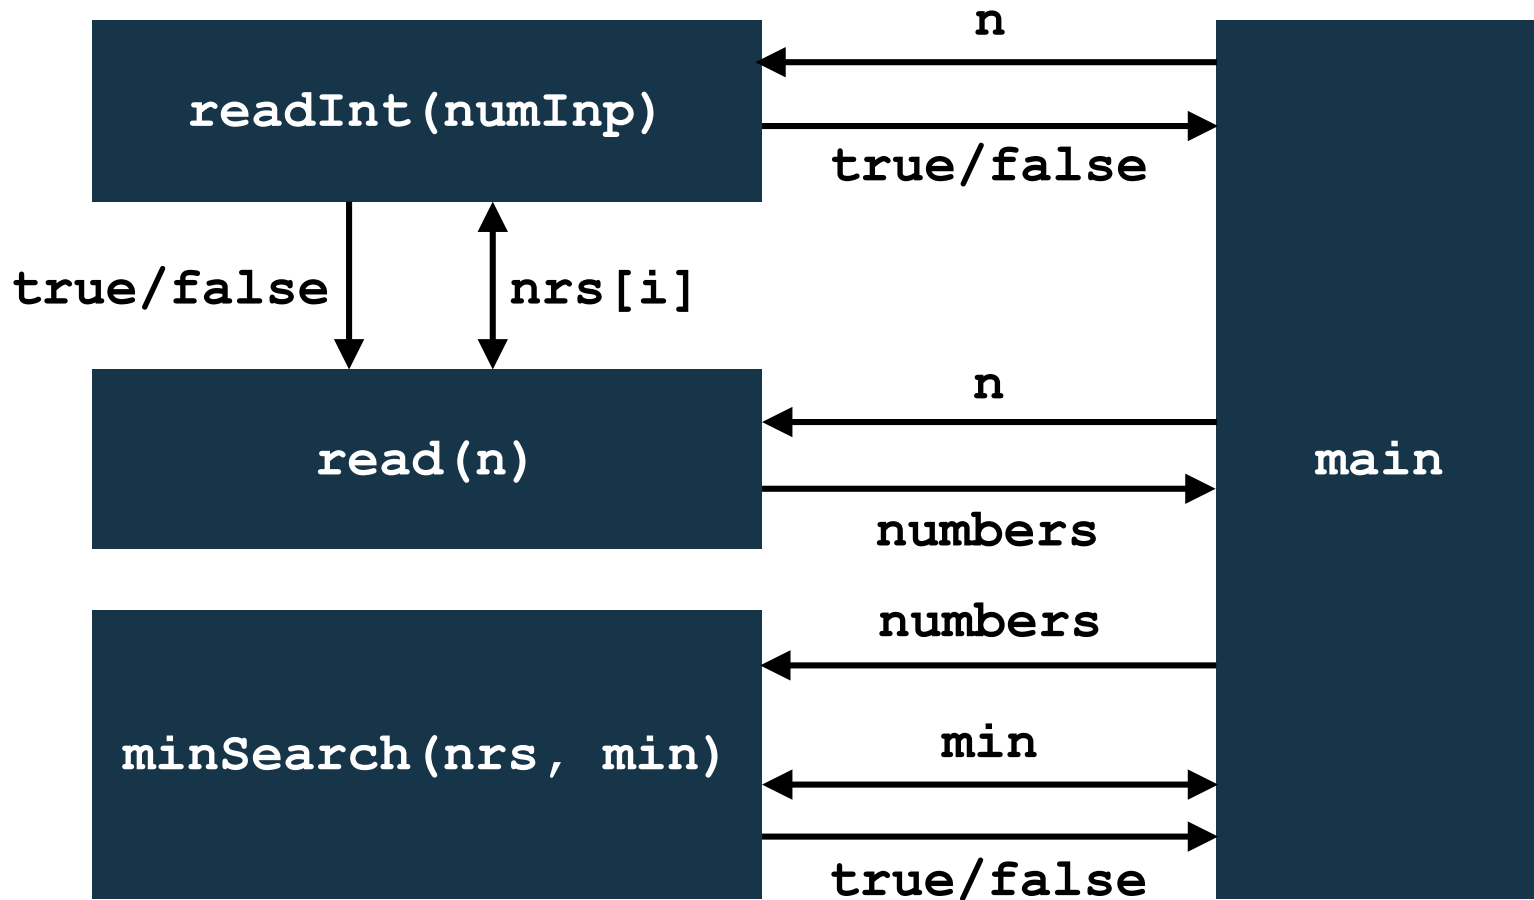 n
readInt(numInp)
true/false
true/false
nrs[i]
n
read(n)
main
numbers
numbers
minSearch(nrs, min)
min
true/false